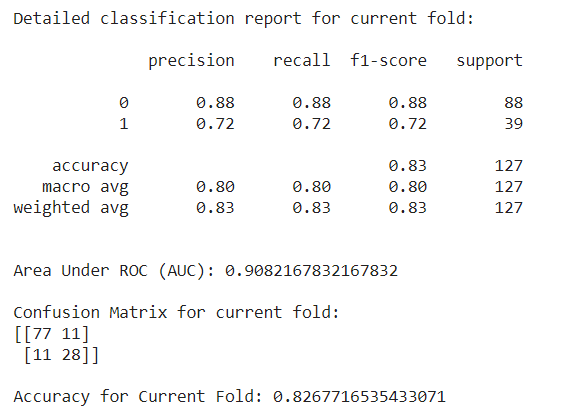 Detailed classification report for current fold:
precision recall f1-score support
0 0.88 0.88 0.88 88
1 0.72 0.72 0.72 39
accuracy 0.83 127
macro avg 0.80 0.80 0.80 127
weighted avg 0.83 0.83 0.83 127
Area Under ROC (AUC): 0.9082167832167832
Confusion Matrix for current fold:
[[77 11]
[11 28]]
Accuracy for Current Fold: 0.8267716535433071